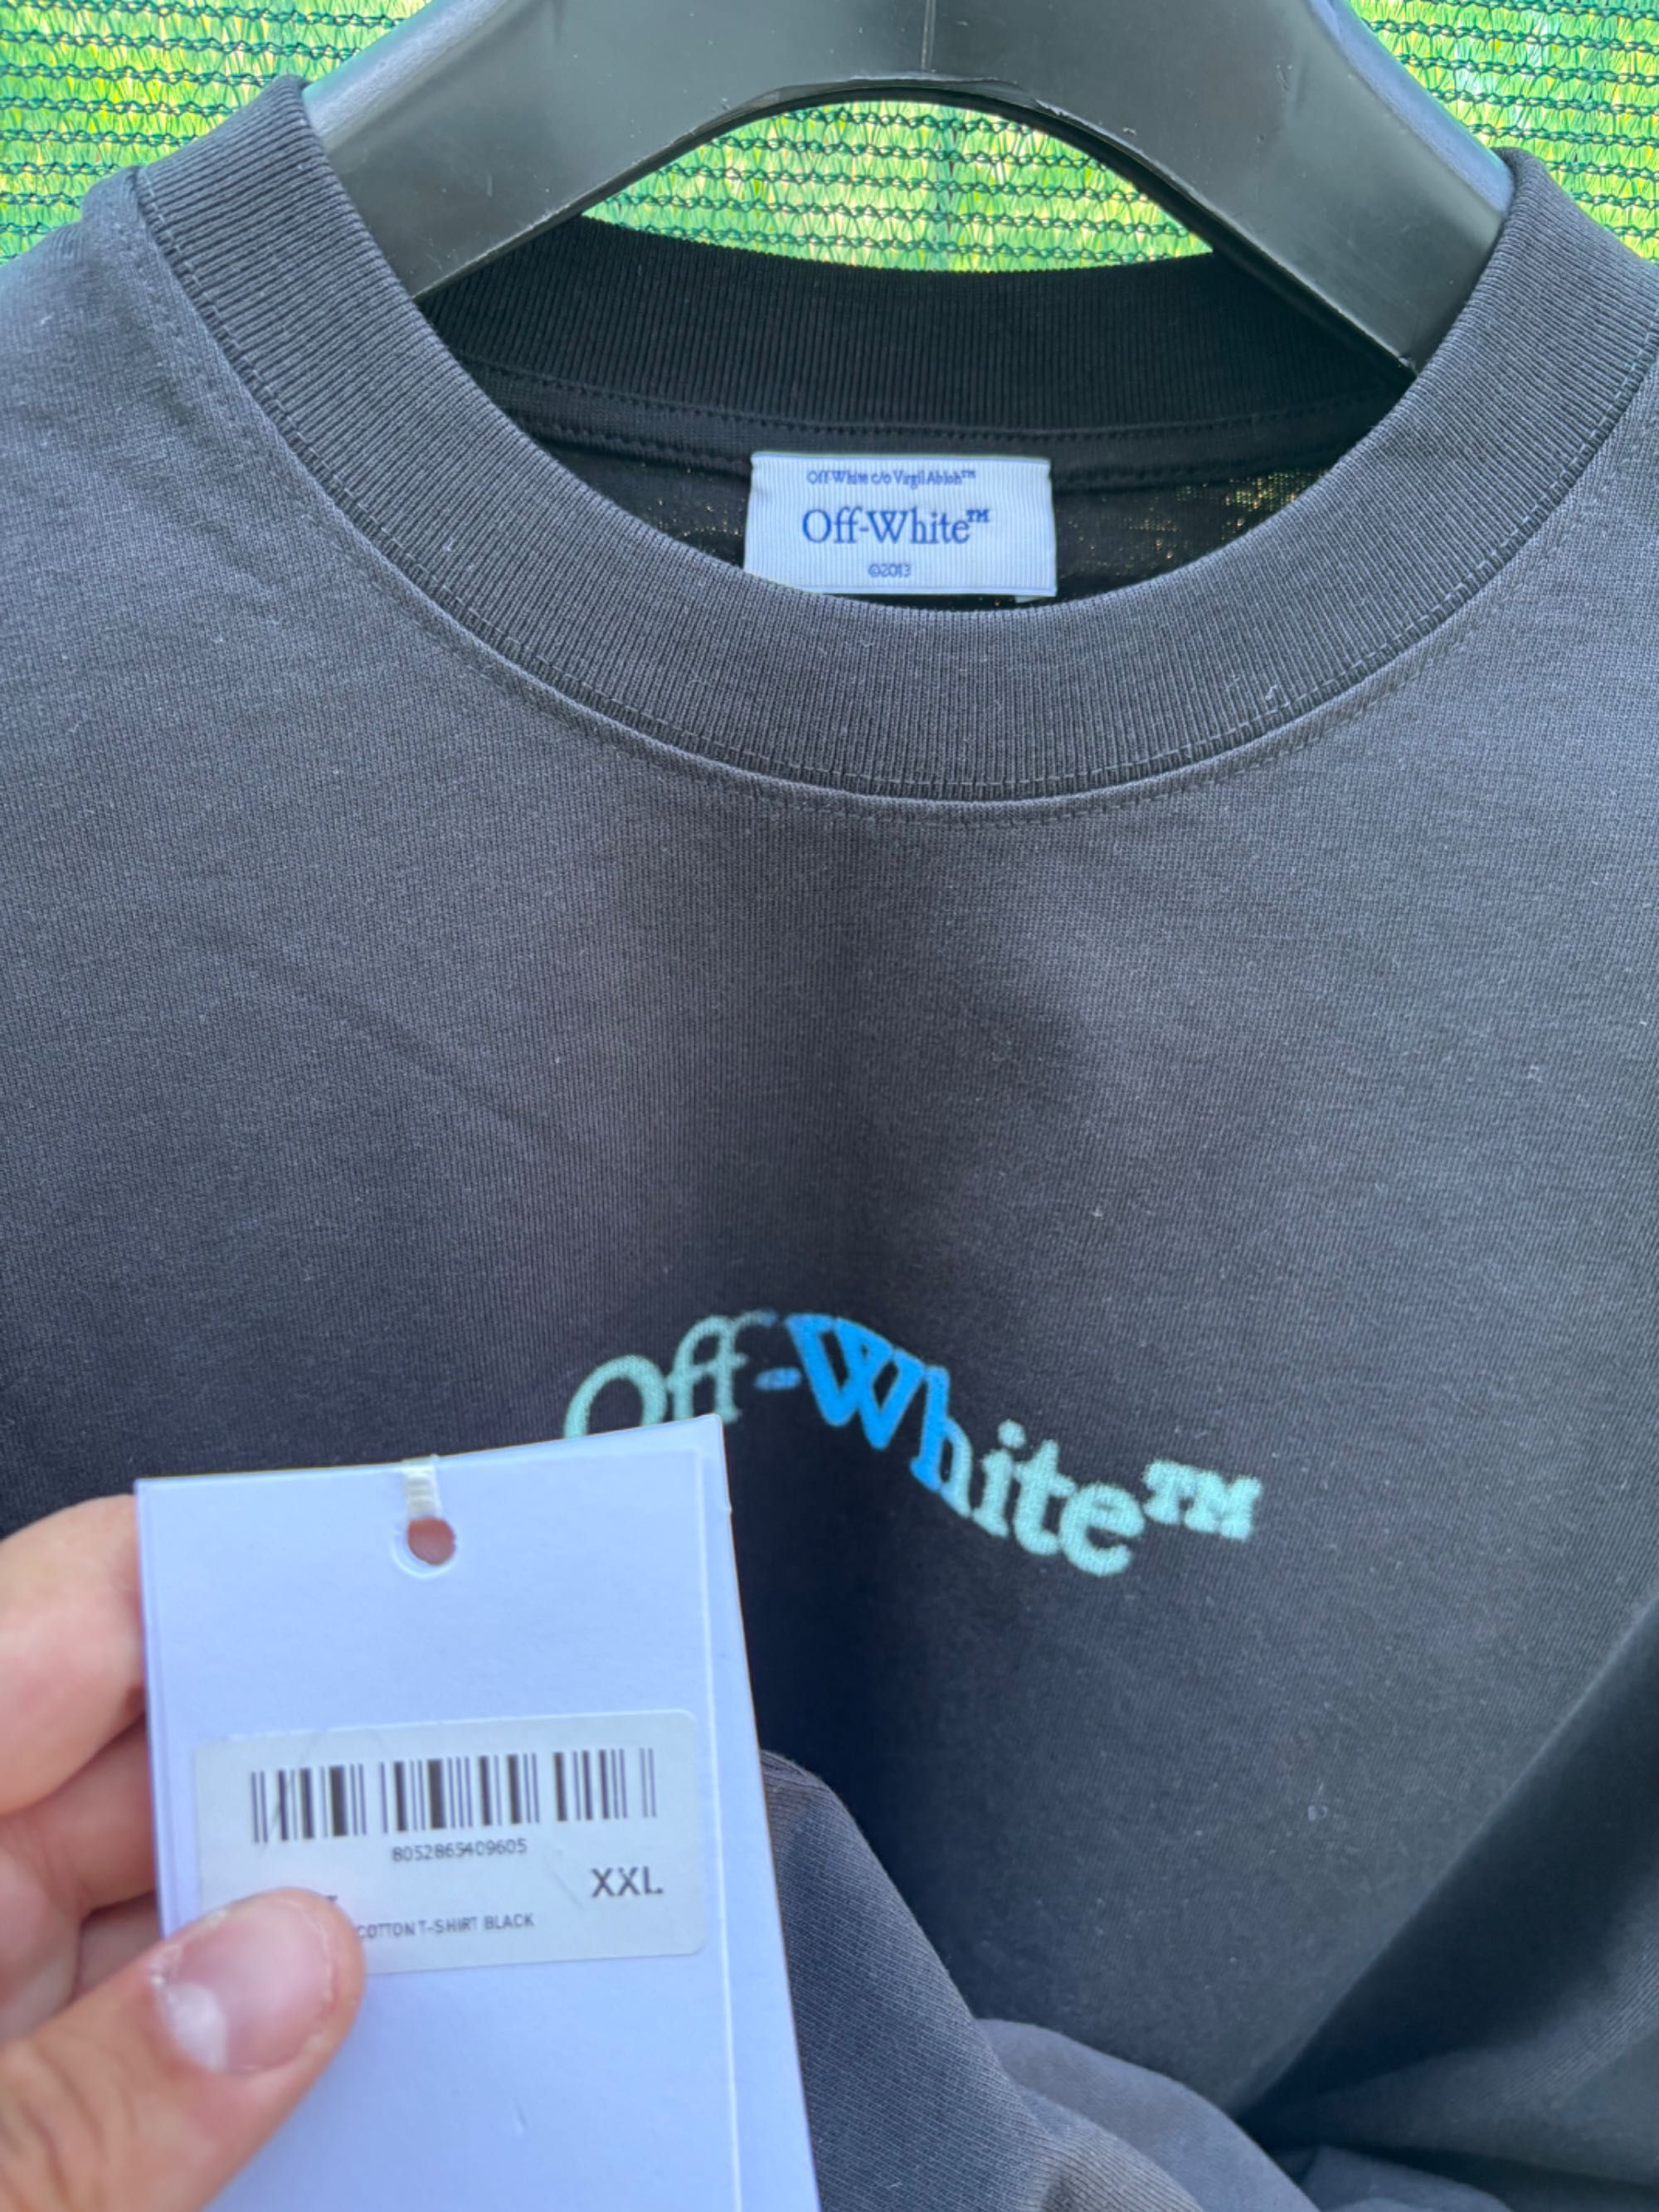 Off-White c/o Virgil Abloh™
Off-White™
©2013
Off-White™
8052865409605
XXL
COTTON T-SHIRT BLACK